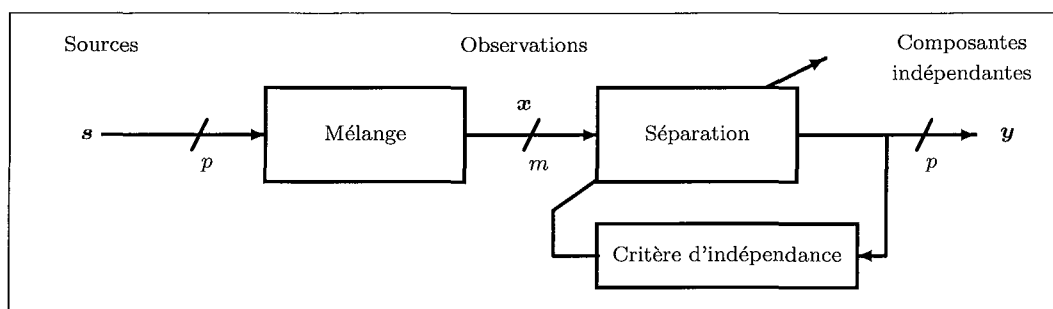 Sources
Observations
Composantes
indépendantes
s
p
Mélange
x
m
Séparation
p
y
Critère d'indépendance